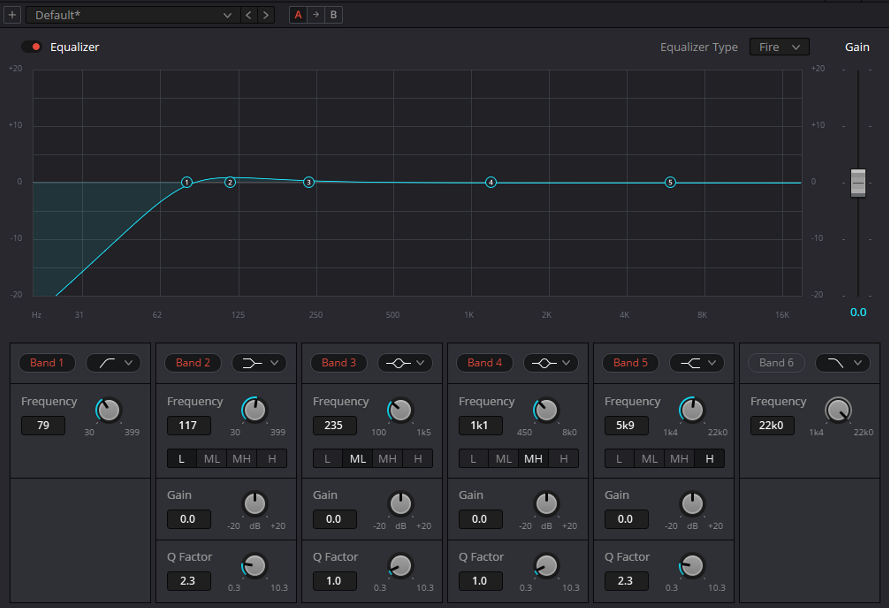 + Default* < > A → B
Equalizer Equalizer Type Fire Gain
+20 +20
+10 +10
0 1 2 3 4 5 0
-10 -10
-20 -20
Hz 31 62 125 250 500 1K 2K 4K 8K 16K 0.0
Band 1 Band 2 Band 3 Band 4 Band 5 Band 6
Frequency Frequency Frequency Frequency Frequency Frequency
79 117 235 1k1 5k9 22k0
30 399 30 399 100 1k5 450 8k0 1k4 22k0 1k4 22k0
L ML MH H L ML MH H L ML MH H L ML MH H
Gain Gain Gain Gain
0.0 0.0 0.0 0.0
-20 dB +20 -20 dB +20 -20 dB +20 -20 dB +20
Q Factor Q Factor Q Factor Q Factor
2.3 1.0 1.0 2.3
0.3 10.3 0.3 10.3 0.3 10.3 0.3 10.3